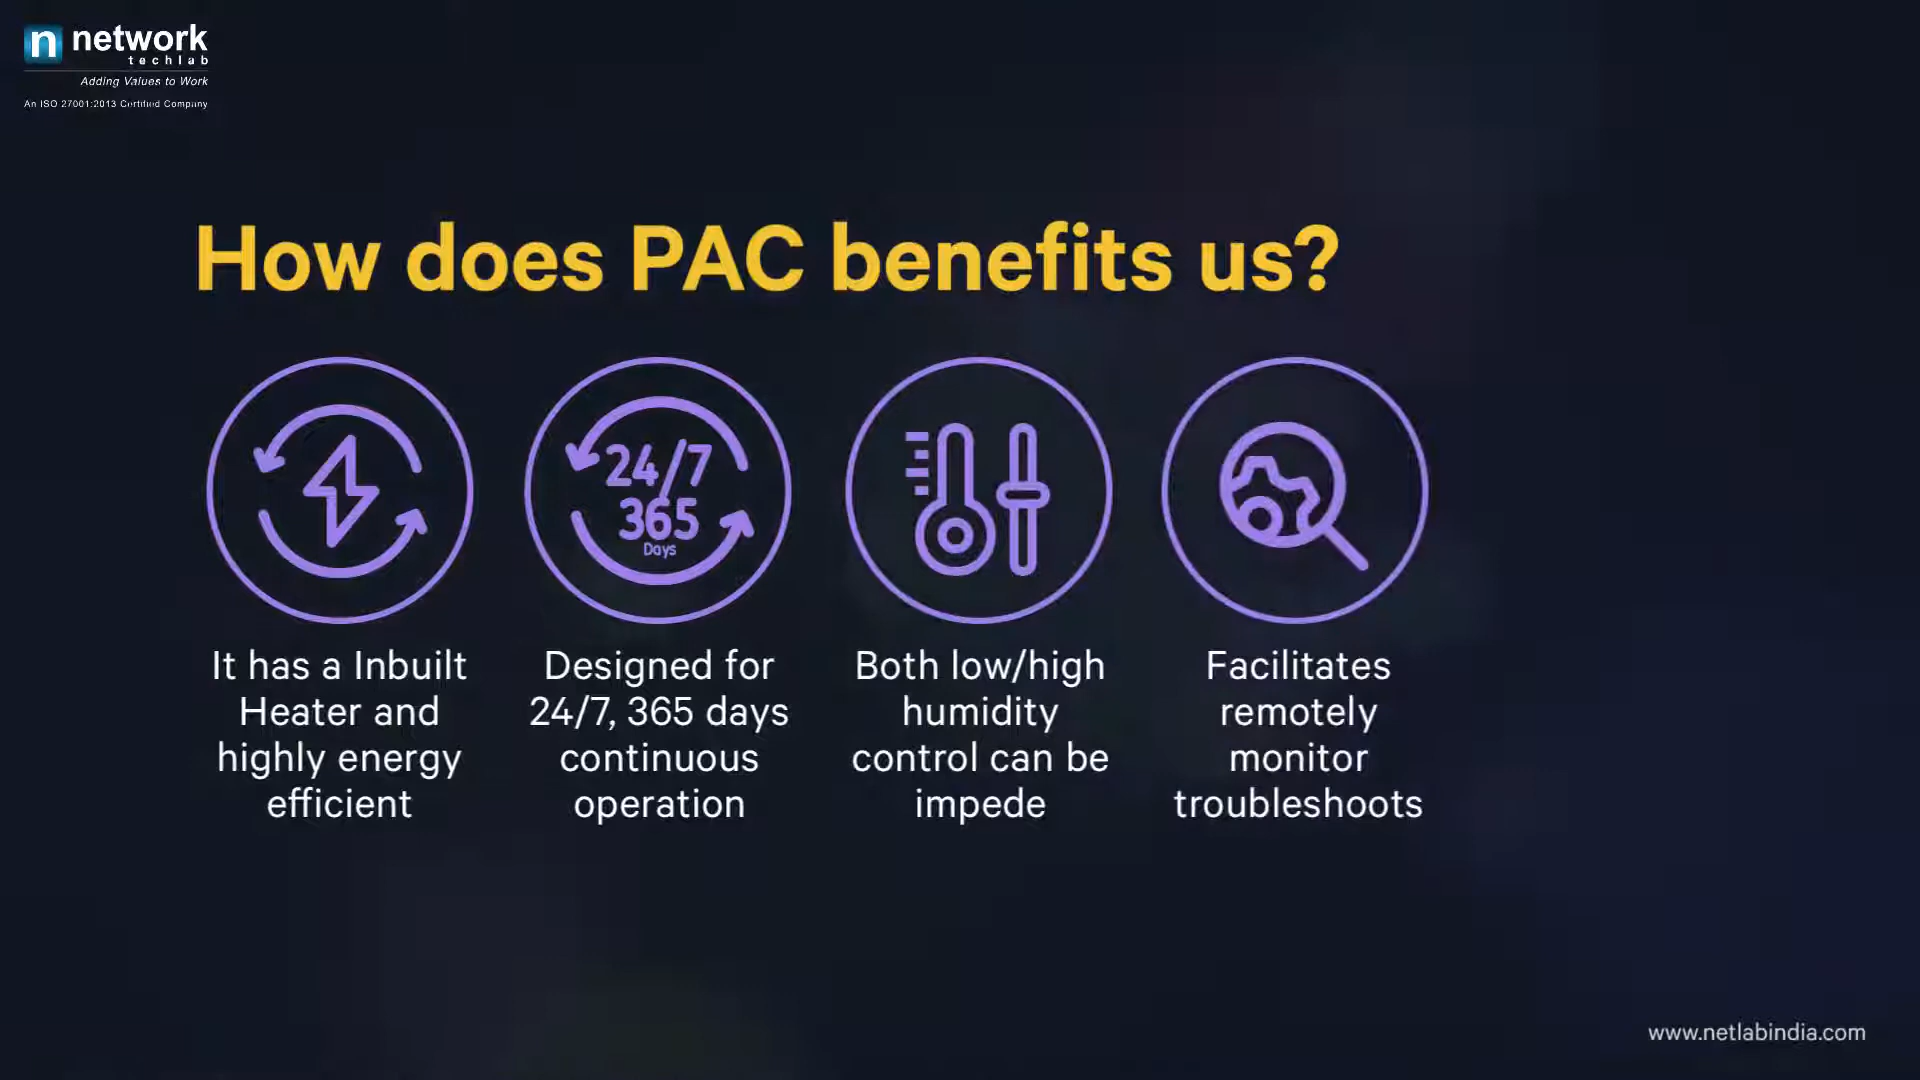 n network
techlab
Adding Values to Work
An ISO 27001:2013 Certified Company
How does PAC benefits us?
24/7
365
Days
It has a Inbuilt
Heater and
highly energy
efficient
Designed for
24/7, 365 days
continuous
operation
Both low/high
humidity
control can be
impede
Facilitates
remotely
monitor
troubleshoots
www.netlabindia.com